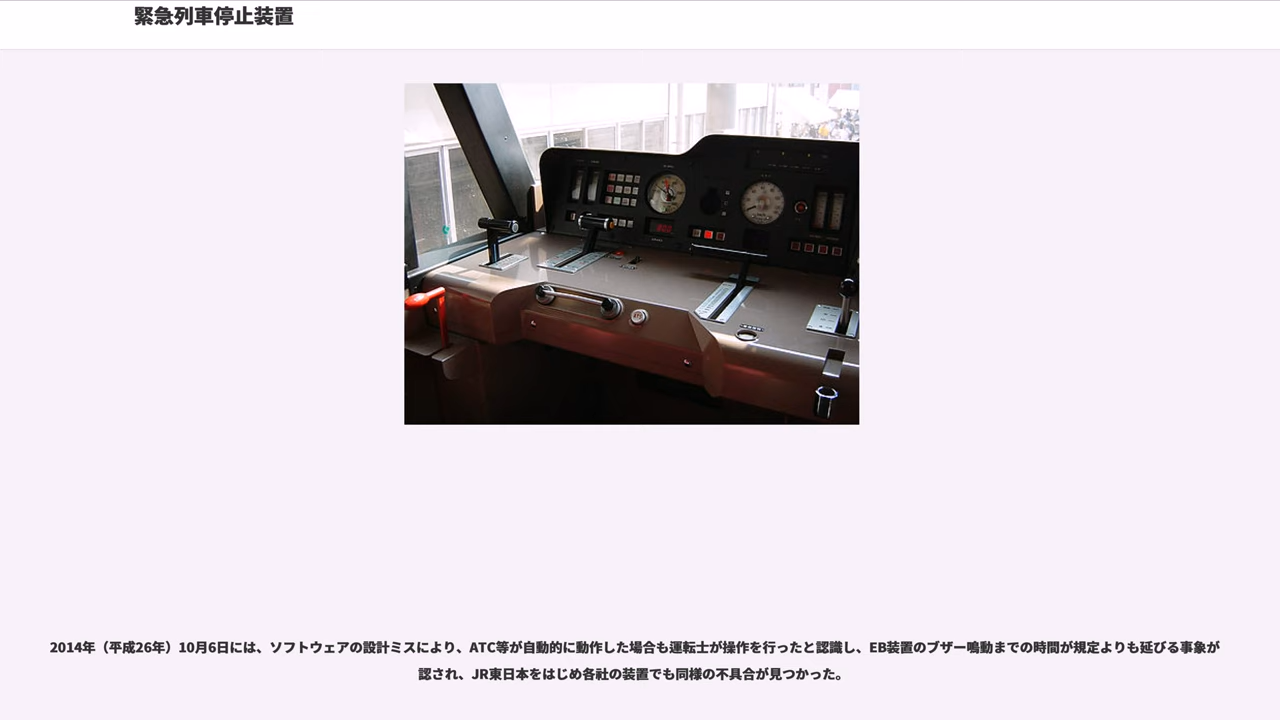 緊急列車停止装置
2014年（平成26年）10月6日には、ソフトウェアの設計ミスにより、ATC等が自動的に動作した場合も運転士が操作を行ったと認識し、EB装置のブザー鳴動までの時間が規定よりも延びる事象が
認され、JR東日本をはじめ各社の装置でも同様の不具合が見つかった。